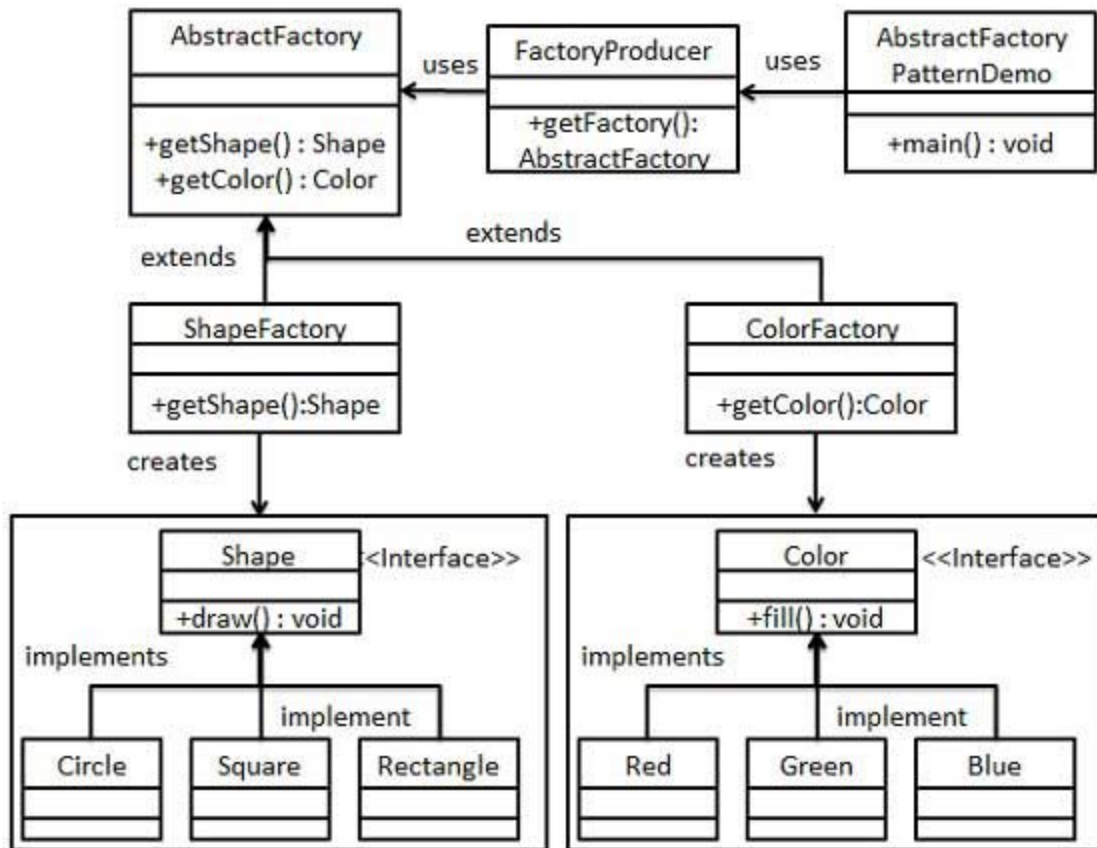 AbstractFactory
+getShape() : Shape
+getColor() : Color
uses
FactoryProducer
+getFactory():
AbstractFactory
uses
AbstractFactory
PatternDemo
+main() : void
extends
extends
ShapeFactory
+getShape():Shape
ColorFactory
+getColor():Color
creates
creates
Shape
<<Interface>>
+draw() : void
implements
implement
Circle
Square
Rectangle
Color
<<Interface>>
+fill() : void
implements
implement
Red
Green
Blue